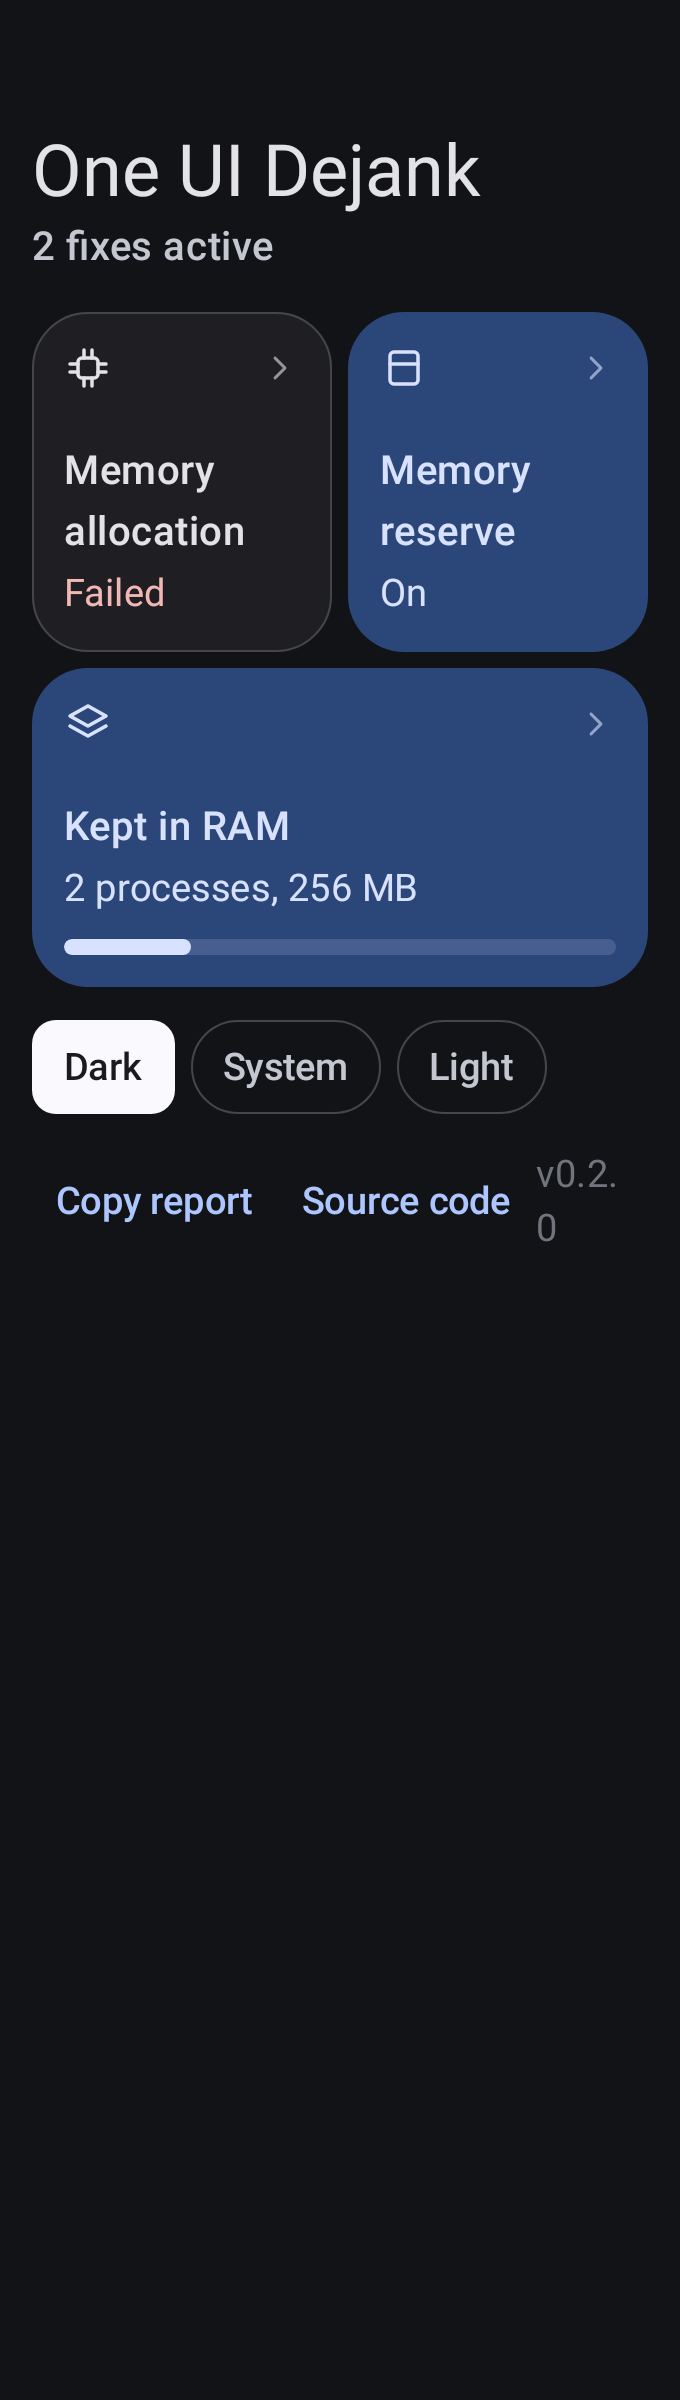 One UI Dejank
2 fixes active
Memory
allocation
Failed
Memory
reserve
On
Kept in RAM
2 processes, 256 MB
Dark
System
Light
Copy report
Source code
v0.2.
0